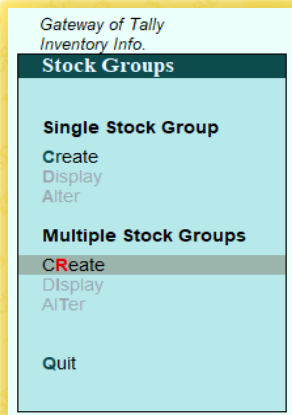 Gateway of Tally
Inventory Info.
Stock Groups
Single Stock Group
Create
Display
Alter
Multiple Stock Groups
CReate
DIsplay
AlTer
Quit